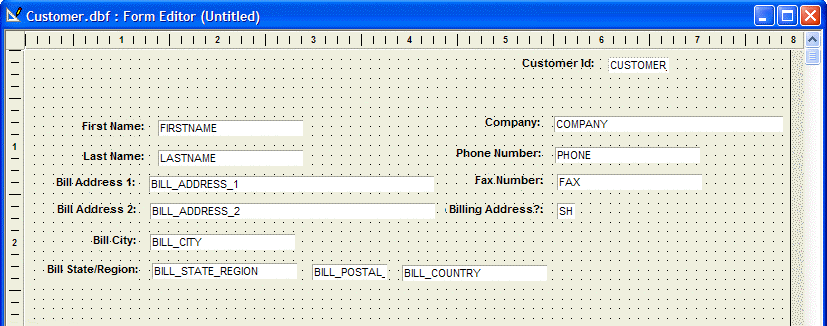 Customer.dbf : Form Editor (Untitled)
1 2 3 4 5 6 7 8
Customer Id: CUSTOMER_
First Name: FIRSTNAME
Company: COMPANY
1
Last Name: LASTNAME
Phone Number: PHONE
Bill Address 1: BILL_ADDRESS_1
Fax Number: FAX
Bill Address 2: BILL_ADDRESS_2
Billing Address?: SH
2
Bill City: BILL_CITY
Bill State/Region: BILL_STATE_REGION BILL_POSTAL_ BILL_COUNTRY